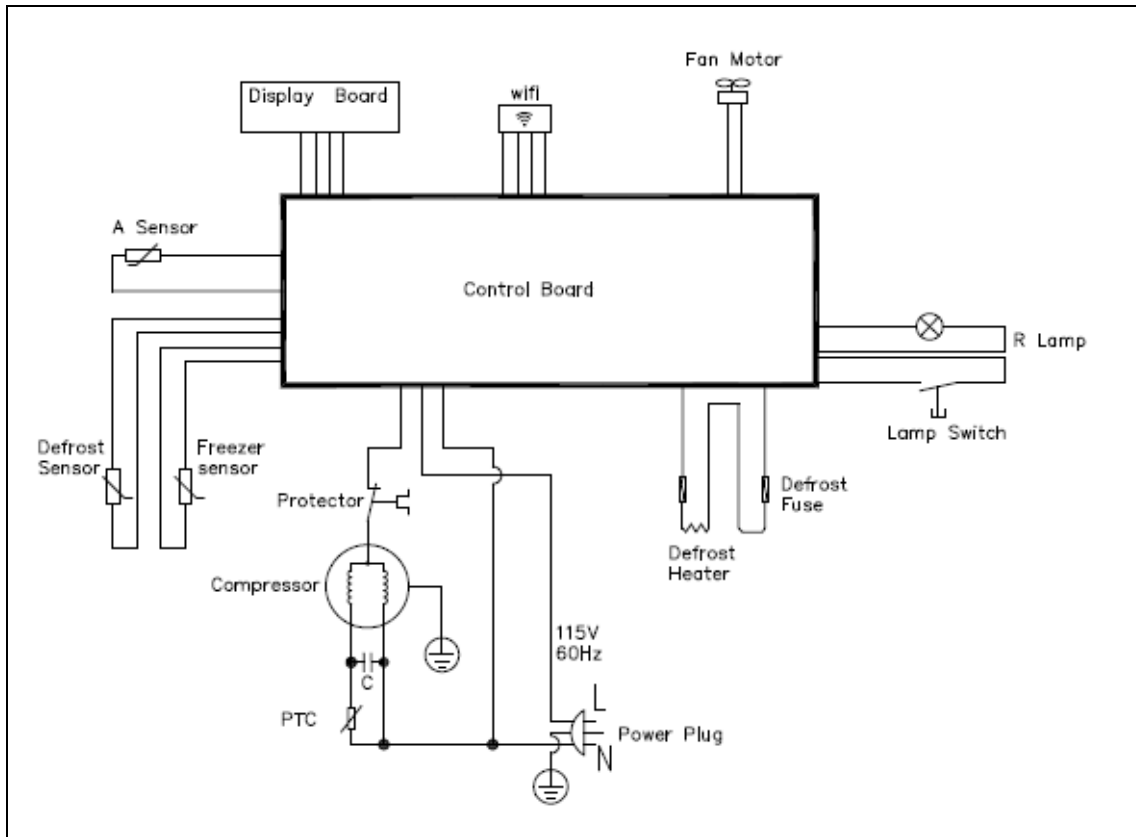 Fan Motor
Display Board
wifi
A Sensor
Control Board
R Lamp
Lamp Switch
Defrost
Sensor
Freezer
sensor
Protector
Defrost
Fuse
Defrost
Heater
Compressor
115V
60Hz
C
L
PTC
Power Plug
N